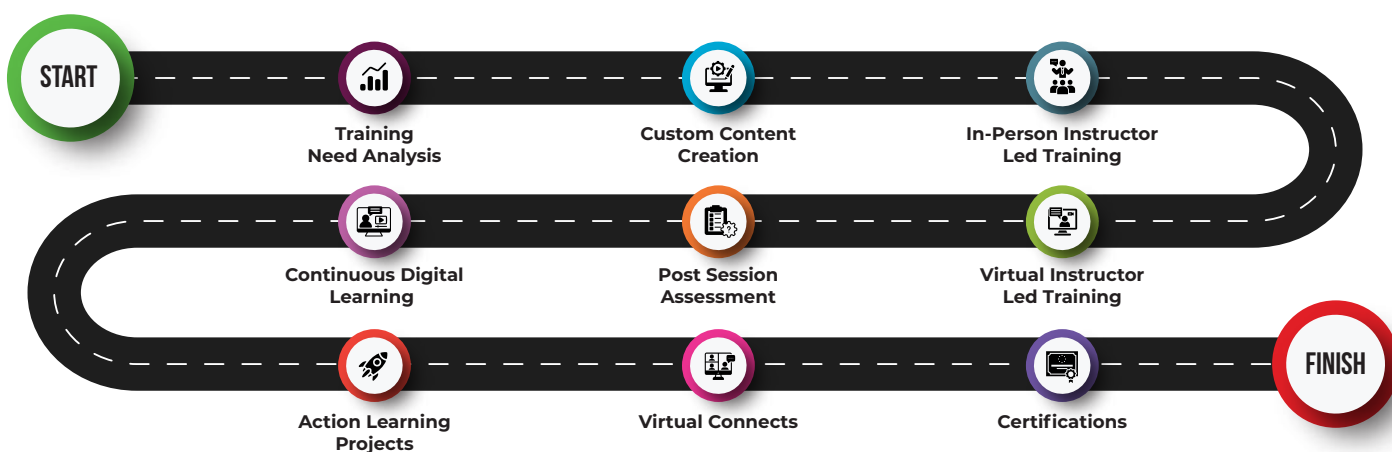 START
Training
Need Analysis
Custom Content
Creation
In-Person Instructor
Led Training
Continuous Digital
Learning
Post Session
Assessment
Virtual Instructor
Led Training
FINISH
Action Learning
Projects
Virtual Connects
Certifications